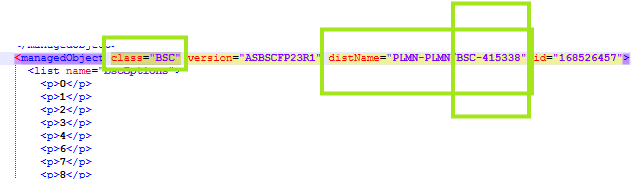 </managedObject>
<managedObject class="BSC" version="ASBSCFP23R1" distName="PLMN-PLMN/BSC-415338" id="168526457">
<list name="bscOptions">
<p>0</p>
<p>1</p>
<p>2</p>
<p>3</p>
<p>4</p>
<p>6</p>
<p>7</p>
<p>8</p>